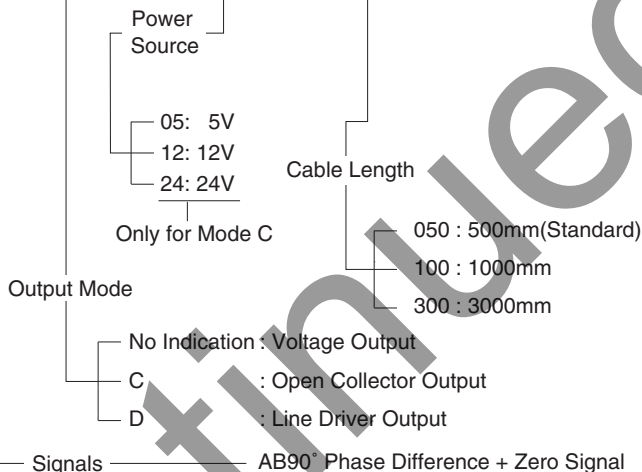 Power
Source
05: 5V
12: 12V
24: 24V
Only for Mode C
Cable Length
050 : 500mm(Standard)
100 : 1000mm
300 : 3000mm
Output Mode
No Indication : Voltage Output
C : Open Collector Output
D : Line Driver Output
Signals AB90° Phase Difference + Zero Signal